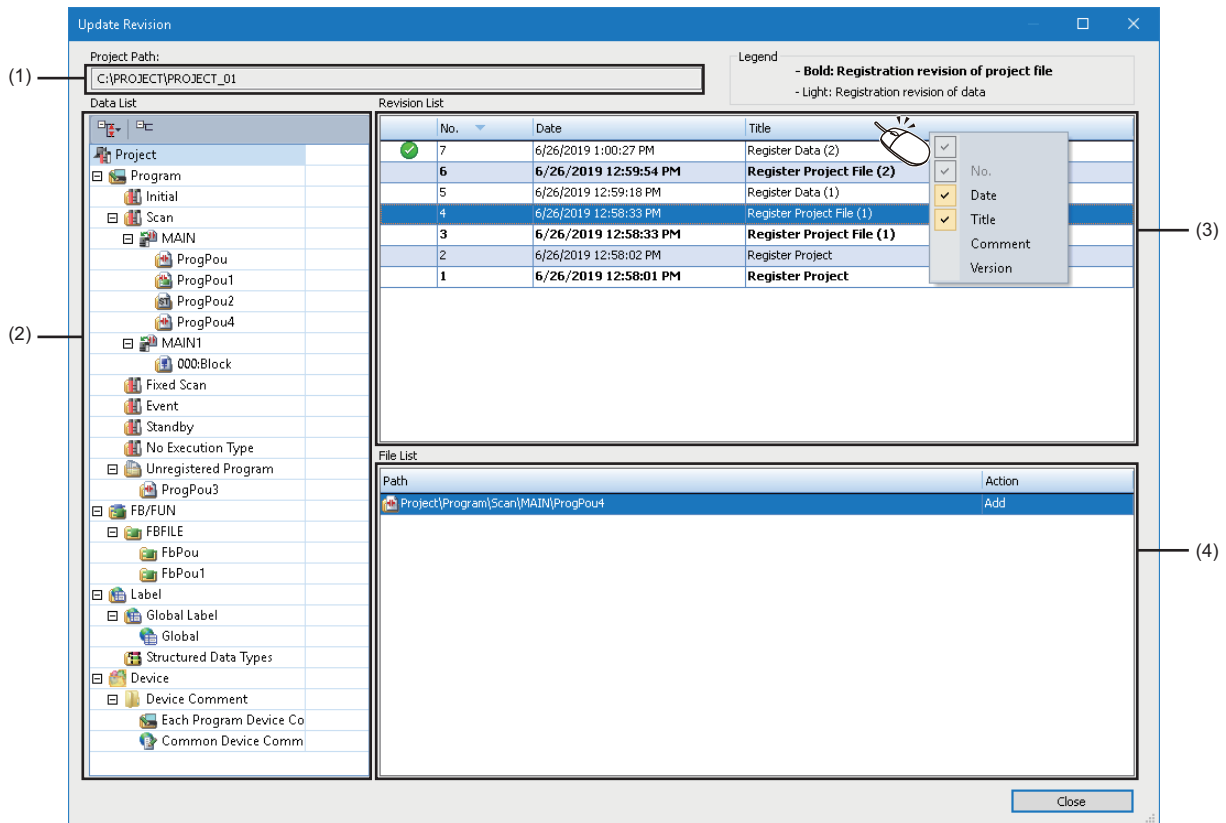 Update Revision
Project Path:
C:\PROJECT\PROJECT_01
Legend
- Bold: Registration revision of project file
- Light: Registration revision of data
(1)
Data List
Project
Program
Initial
Scan
MAIN
ProgPou
ProgPou1
ProgPou2
ProgPou4
MAIN1
000:Block
Fixed Scan
Event
Standby
No Execution Type
Unregistered Program
ProgPou3
FB/FUN
FBFILE
FbPou
FbPou1
Label
Global Label
Global
Structured Data Types
Device
Device Comment
Each Program Device Co
Common Device Comm
(2)
Revision List
No. Date Title
7 6/26/2019 1:00:27 PM Register Data (2)
6 6/26/2019 12:59:54 PM Register Project File (2)
5 6/26/2019 12:59:18 PM Register Data (1)
4 6/26/2019 12:58:33 PM Register Project File (1)
3 6/26/2019 12:58:33 PM Register Project File (1)
2 6/26/2019 12:58:02 PM Register Project
1 6/26/2019 12:58:01 PM Register Project
No.
Date
Title
Comment
Version
(3)
File List
Path Action
Project\Program\Scan\MAIN\ProgPou4 Add
(4)
Close